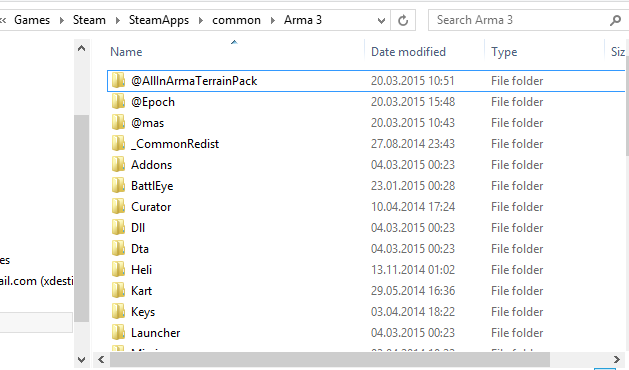 ‹‹ Games › Steam › SteamApps › common › Arma 3 Search Arma 3
Name Date modified Type Siz
@AllInArmaTerrainPack 20.03.2015 10:51 File folder
@Epoch 20.03.2015 15:48 File folder
@mas 20.03.2015 10:43 File folder
_CommonRedist 27.08.2014 23:43 File folder
Addons 04.03.2015 00:23 File folder
BattlEye 23.01.2015 00:28 File folder
Curator 10.04.2014 17:24 File folder
Dll 04.03.2015 00:23 File folder
Dta 04.03.2015 00:23 File folder
es Heli 13.11.2014 01:02 File folder
ail.com (xdesti Kart 29.05.2014 16:36 File folder
Keys 03.04.2014 18:22 File folder
Launcher 04.03.2015 00:23 File folder